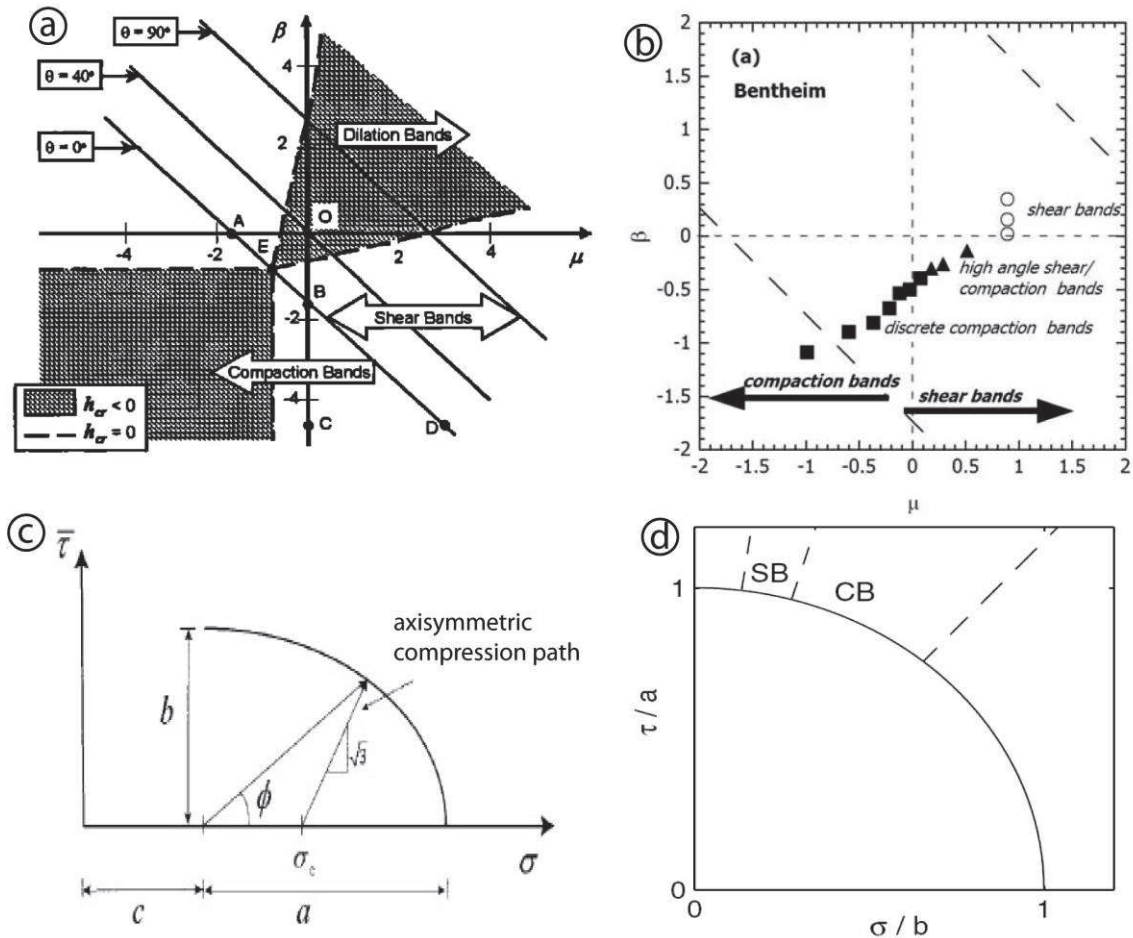 a
θ = 90°
β
θ = 40°
4
θ = 0°
2
Dilation Bands
A
O
-4
-2
E
2
4
μ
B
-2
Shear Bands
Compaction Bands
-4
C
D
h_cr < 0
h_cr = 0
b
2
(a)
1.5
Bentheim
1
0.5
shear bands
β
0
high angle shear/
compaction bands
-0.5
discrete compaction bands
-1
compaction bands
shear bands
-1.5
-2
-2 -1.5 -1 -0.5 0 0.5 1 1.5 2
μ
c
τ̅
axisymmetric
compression path
b
√3
ϕ
σ_c
σ
c
a
d
SB
CB
1
τ / a
0
0
1
σ / b